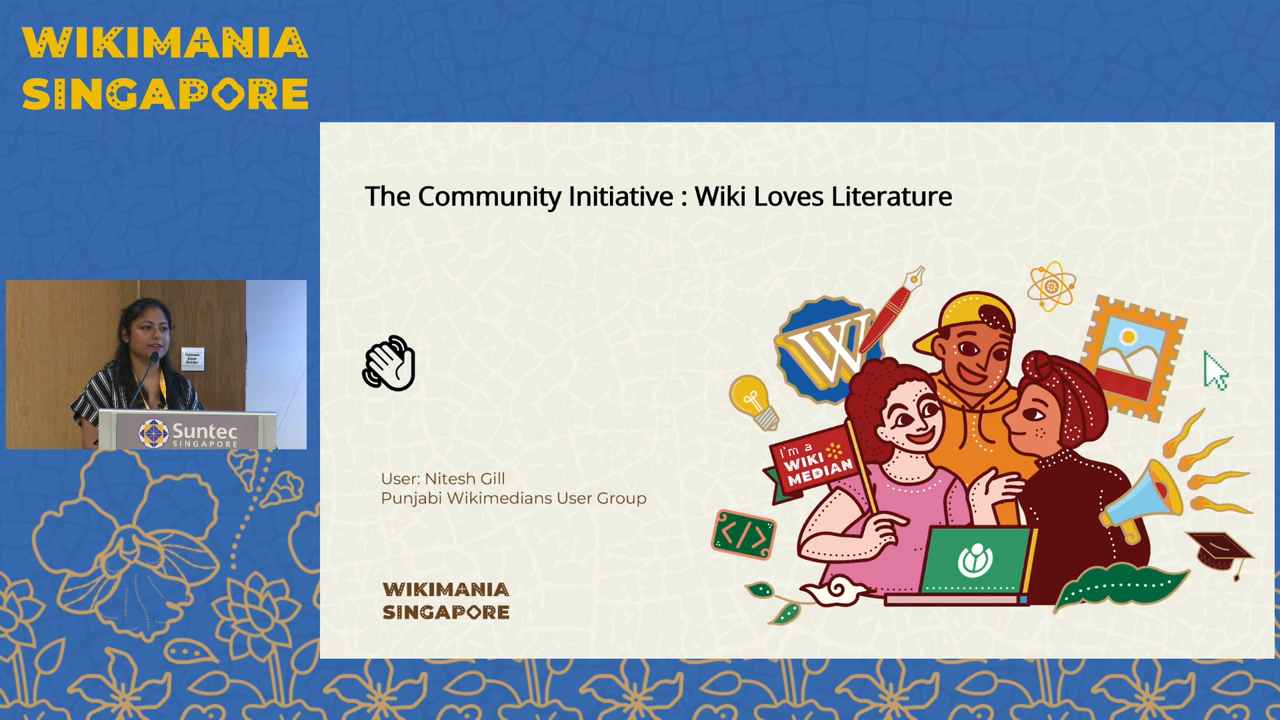 WIKIMANIA
SINGAPORE
The Community Initiative : Wiki Loves Literature
W
I'm a
WIKI
MEDIAN
</>
User: Nitesh Gill
Punjabi Wikimedians User Group
WIKIMANIA
SINGAPORE
Suntec
SINGAPORE